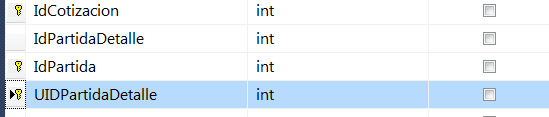 IdCotizacion int
IdPartidaDetalle int
IdPartida int
UIDPartidaDetalle int